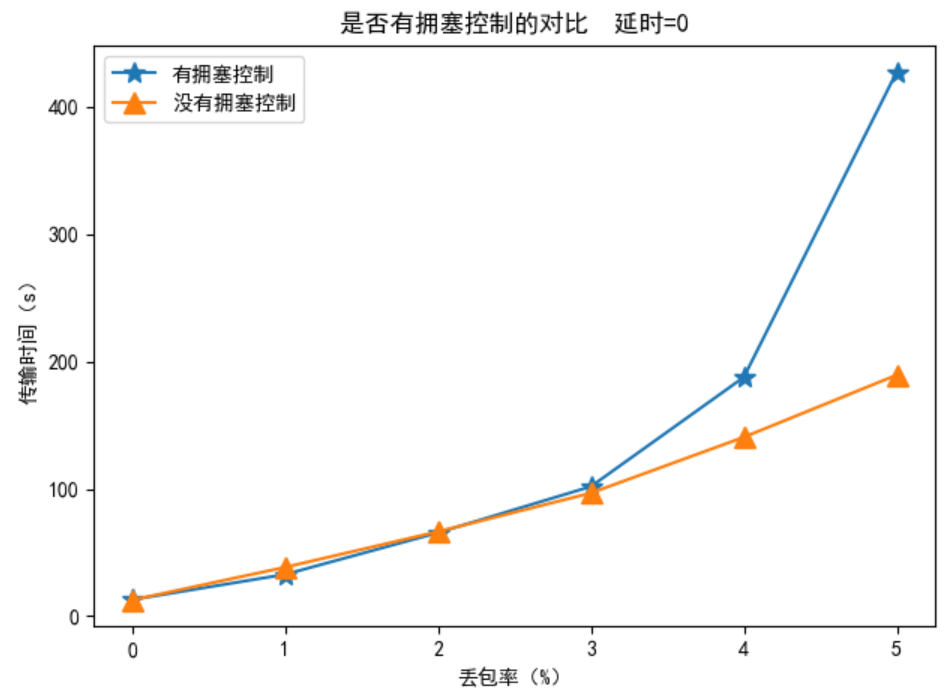 是否有拥塞控制的对比  延时=0
有拥塞控制
没有拥塞控制
400
300
200
100
0
传输时间（s）
0 1 2 3 4 5
丢包率（%）